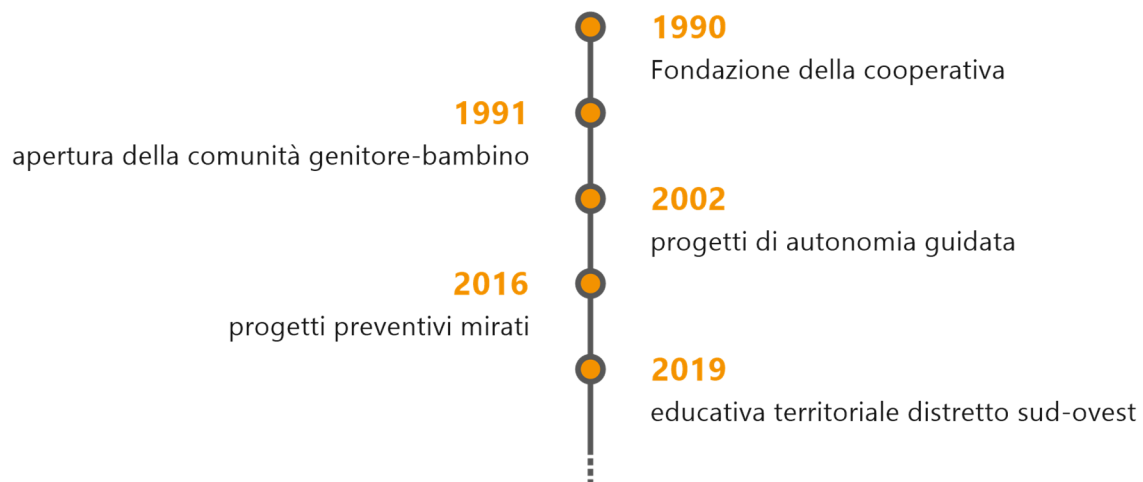 1990
Fondazione della cooperativa
1991
apertura della comunità genitore-bambino
2002
progetti di autonomia guidata
2016
progetti preventivi mirati
2019
educativa territoriale distretto sud-ovest